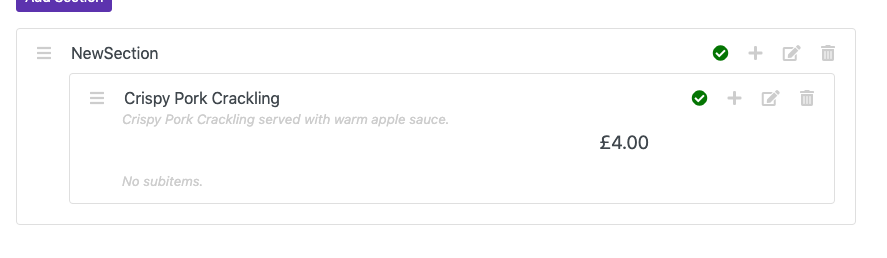 Add Section
NewSection
Crispy Pork Crackling
Crispy Pork Crackling served with warm apple sauce.
£4.00
No subitems.